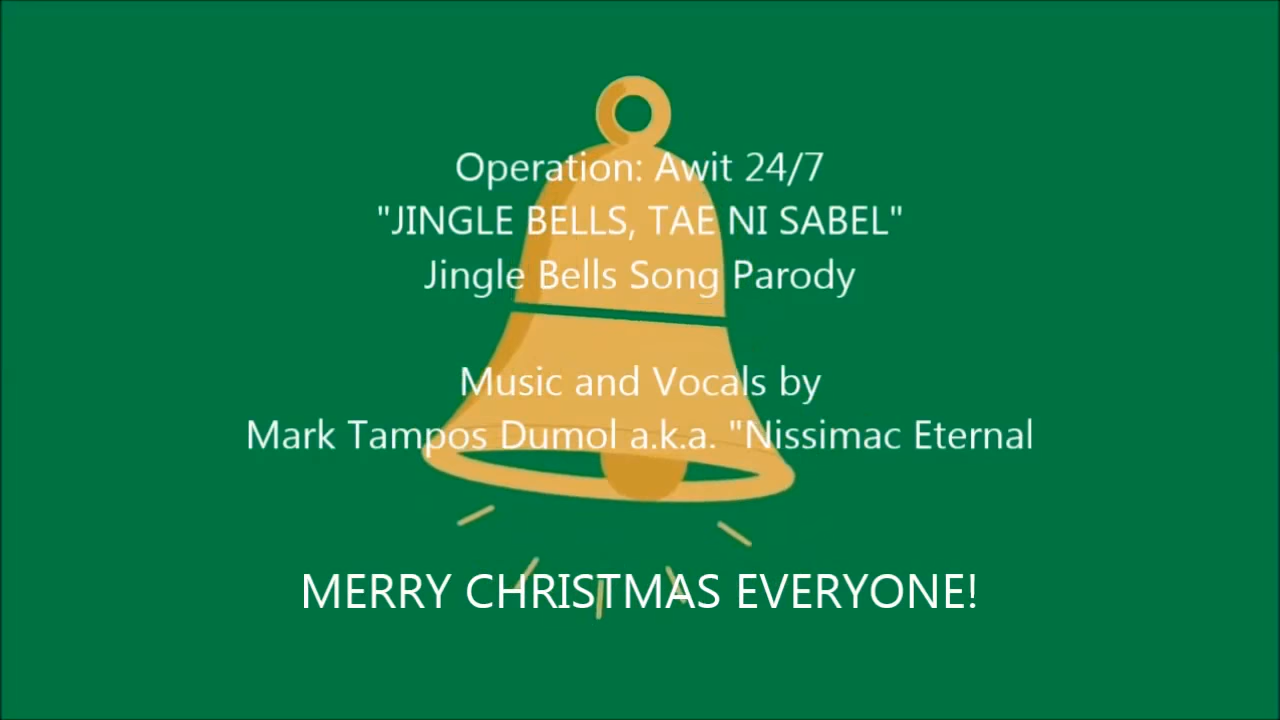 Operation: Awit 24/7
"JINGLE BELLS, TAE NI SABEL"
Jingle Bells Song Parody
Music and Vocals by
Mark Tampos Dumol a.k.a. "Nissimac Eternal
MERRY CHRISTMAS EVERYONE!